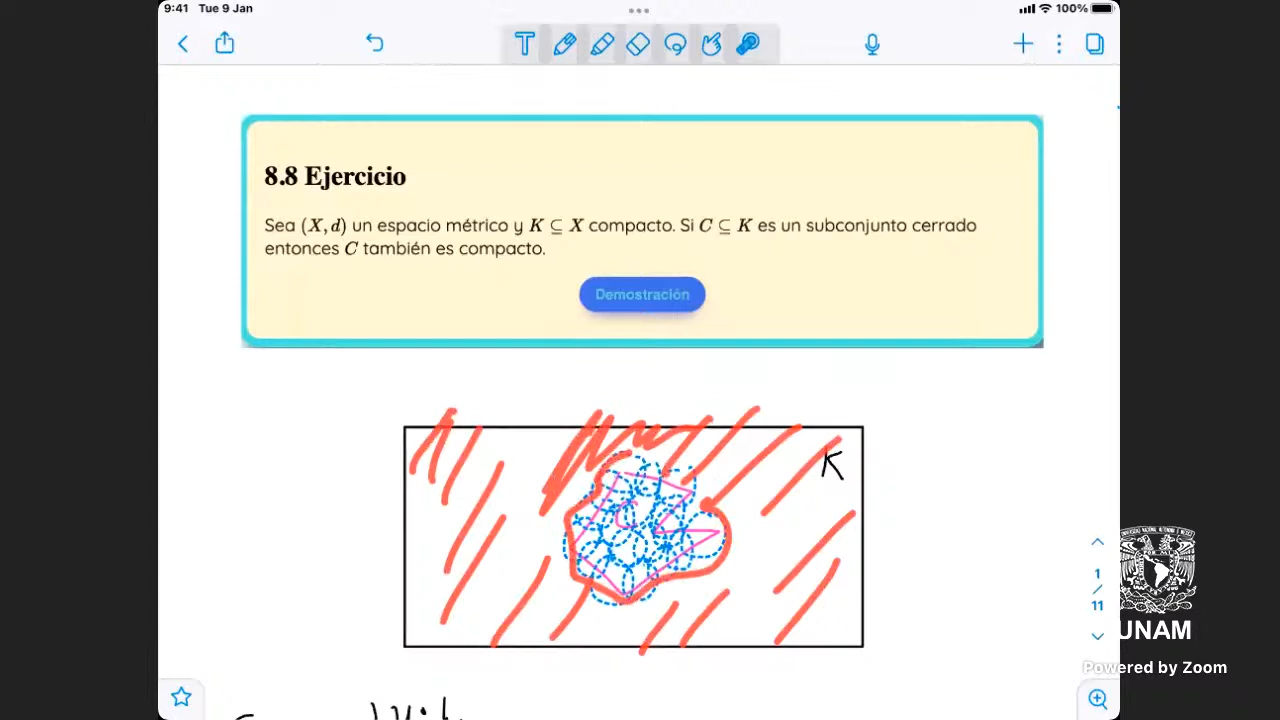 9:41 Tue 9 Jan
100%
8.8 Ejercicio
Sea (X, d) un espacio métrico y K ⊆ X compacto. Si C ⊆ K es un subconjunto cerrado
entonces C también es compacto.
Demostración
K
C
1
/
11
UNAM
Powered by Zoom